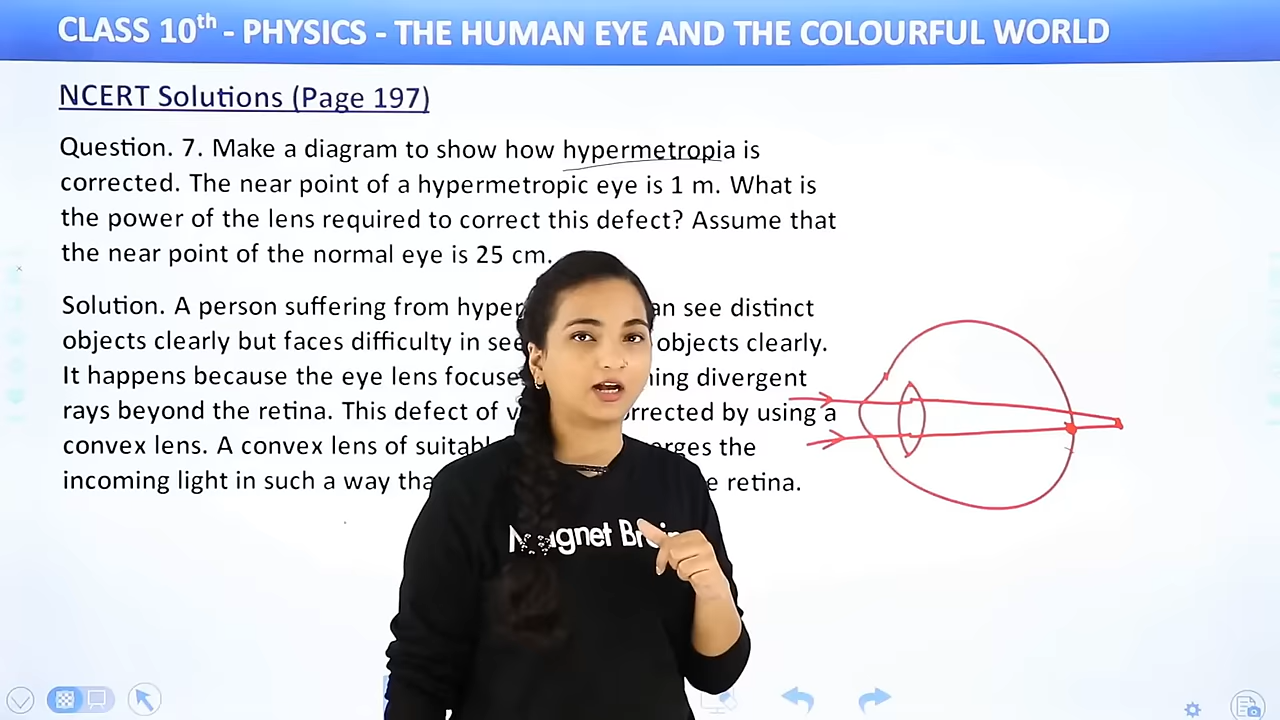 CLASS 10th - PHYSICS - THE HUMAN EYE AND THE COLOURFUL WORLD
NCERT Solutions (Page 197)
Question. 7. Make a diagram to show how hypermetropia is
corrected. The near point of a hypermetropic eye is 1 m. What is
the power of the lens required to correct this defect? Assume that
the near point of the normal eye is 25 cm.
Solution. A person suffering from hyper an see distinct
objects clearly but faces difficulty in see objects clearly.
It happens because the eye lens focuse ing divergent
rays beyond the retina. This defect of v rrected by using a
convex lens. A convex lens of suitab rges the
incoming light in such a way tha e retina.
Magnet Brain